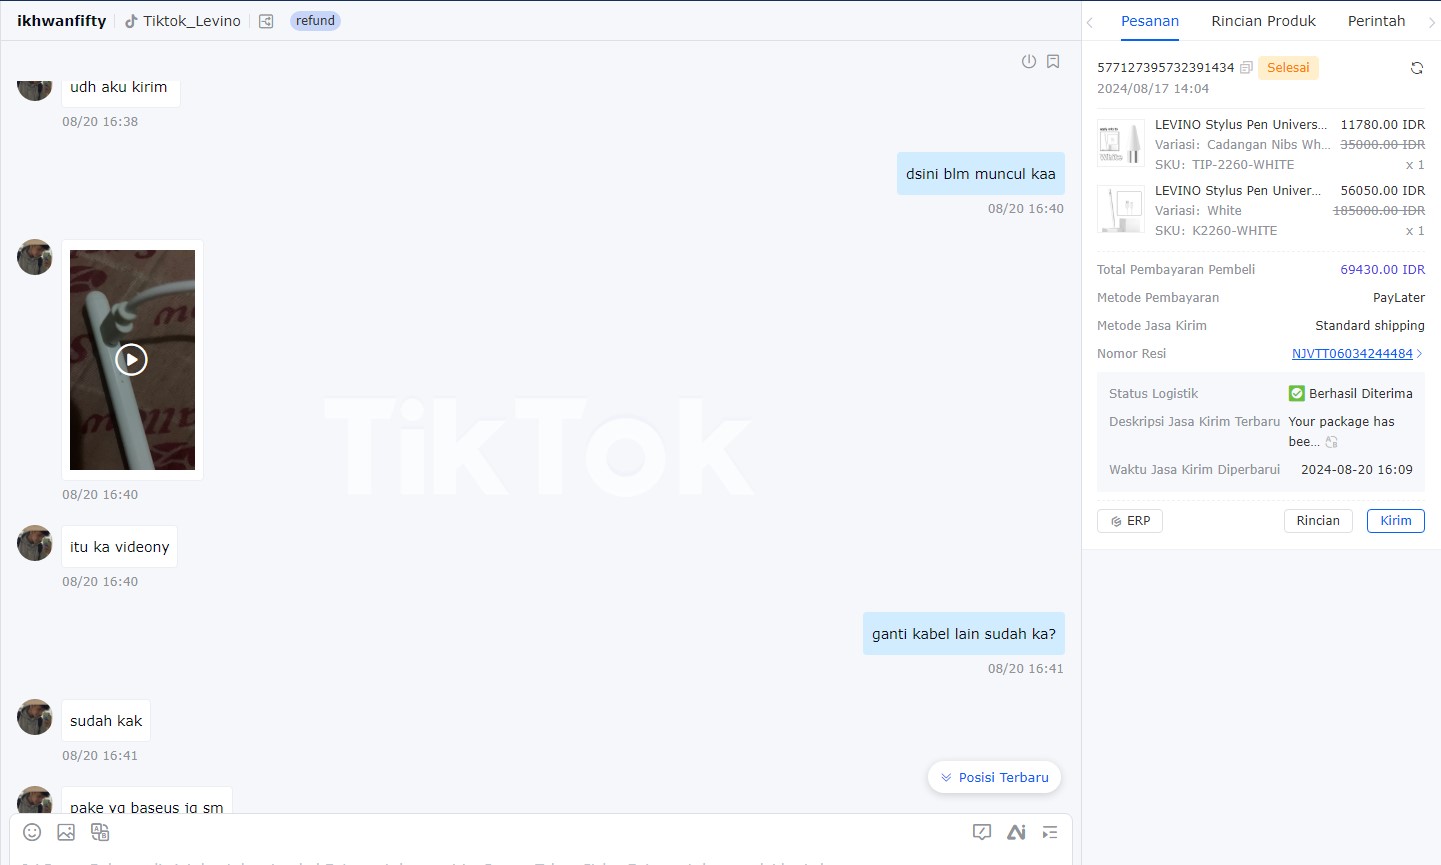 ikhwanfifty
Tiktok_Levino
refund
udh aku kirim
08/20 16:38
dsini blm muncul kaa
08/20 16:40
08/20 16:40
itu ka videony
08/20 16:40
ganti kabel lain sudah ka?
08/20 16:41
sudah kak
08/20 16:41
pake yg baseus jg sm
Posisi Terbaru
TikTok
Pesanan
Rincian Produk
Perintah
577127395732391434
Selesai
2024/08/17 14:04
LEVINO Stylus Pen Univers... 11780.00 IDR
Variasi: Cadangan Nibs Wh... 35000.00 IDR
SKU: TIP-2260-WHITE x 1
LEVINO Stylus Pen Univer... 56050.00 IDR
Variasi: White 185000.00 IDR
SKU: K2260-WHITE x 1
Total Pembayaran Pembeli 69430.00 IDR
Metode Pembayaran PayLater
Metode Jasa Kirim Standard shipping
Nomor Resi NJVTT06034244484
Status Logistik Berhasil Diterima
Deskripsi Jasa Kirim Terbaru Your package has
bee...
Waktu Jasa Kirim Diperbarui 2024-08-20 16:09
ERP
Rincian
Kirim